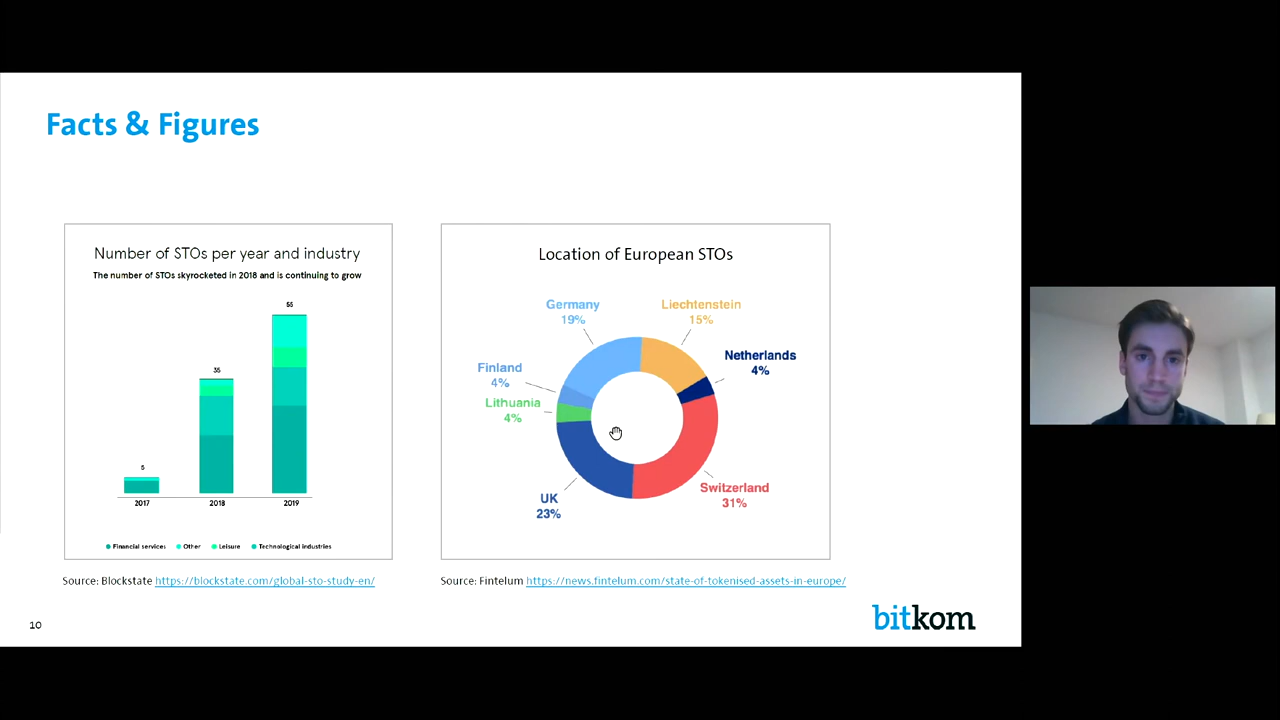 Facts & Figures
Number of STOs per year and industry
The number of STOs skyrocketed in 2018 and is continuing to grow
55
35
5
2017
2018
2019
Financial services
Other
Leisure
Technological industries
Source: Blockstate https://blockstate.com/global-sto-study-en/
Location of European STOs
Germany
19%
Liechtenstein
15%
Netherlands
4%
Finland
4%
Lithuania
4%
UK
23%
Switzerland
31%
Source: Fintelum https://news.fintelum.com/state-of-tokenised-assets-in-europe/
10
bitkom